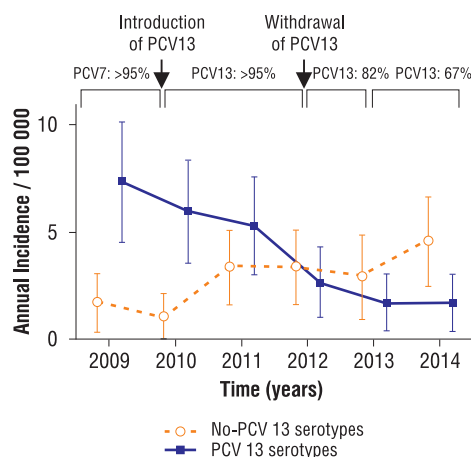 Introduction
of PCV13
Withdrawal
of PCV13
PCV7: >95%
PCV13: >95%
PCV13: 82%
PCV13: 67%
Annual Incidence / 100 000
10
5
0
2009
2010
2011
2012
2013
2014
Time (years)
No-PCV 13 serotypes
PCV 13 serotypes